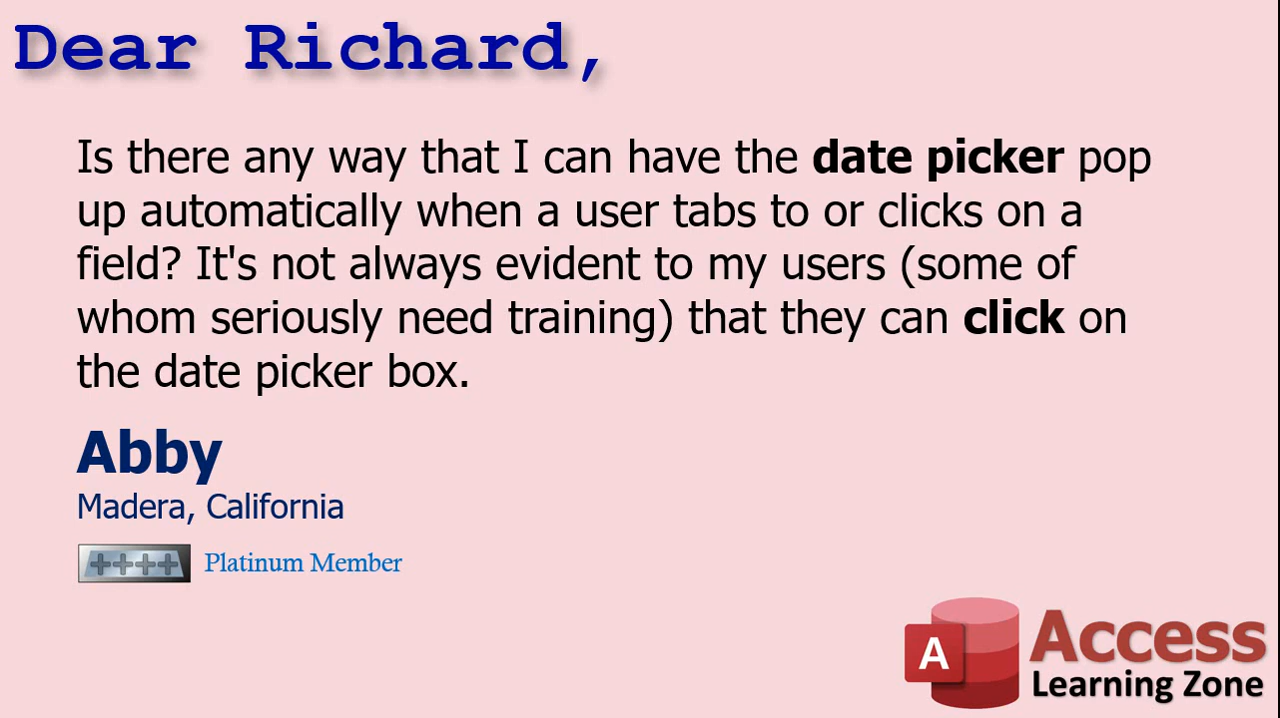 Dear Richard,
Is there any way that I can have the date picker pop
up automatically when a user tabs to or clicks on a
field? It's not always evident to my users (some of
whom seriously need training) that they can click on
the date picker box.
Abby
Madera, California
++++ Platinum Member
A Access
Learning Zone